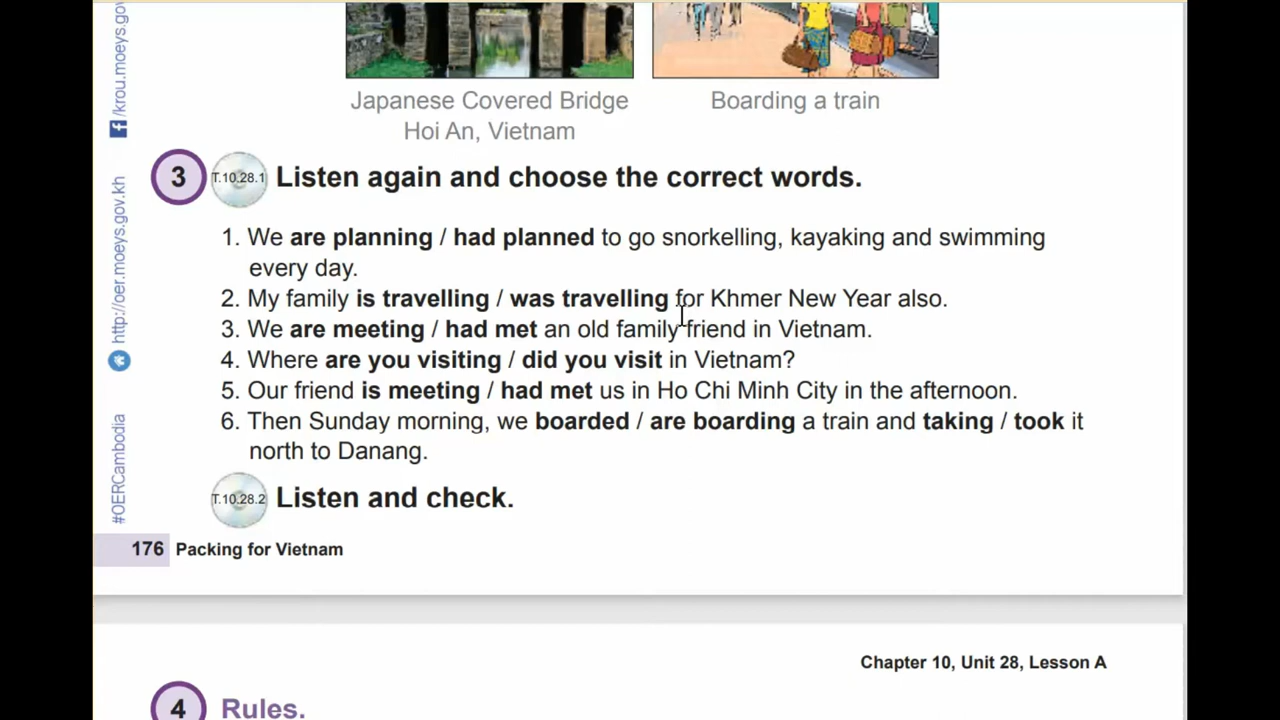 Japanese Covered Bridge
Hoi An, Vietnam
Boarding a train
3 T.10.28.1 Listen again and choose the correct words.
1. We are planning / had planned to go snorkelling, kayaking and swimming
every day.
2. My family is travelling / was travelling for Khmer New Year also.
3. We are meeting / had met an old family friend in Vietnam.
4. Where are you visiting / did you visit in Vietnam?
5. Our friend is meeting / had met us in Ho Chi Minh City in the afternoon.
6. Then Sunday morning, we boarded / are boarding a train and taking / took it
north to Danang.
T.10.28.2 Listen and check.
176 Packing for Vietnam
#OERCambodia
http://oer.moeys.gov.kh
f /krou.moeys.gov
Chapter 10, Unit 28, Lesson A
4 Rules.